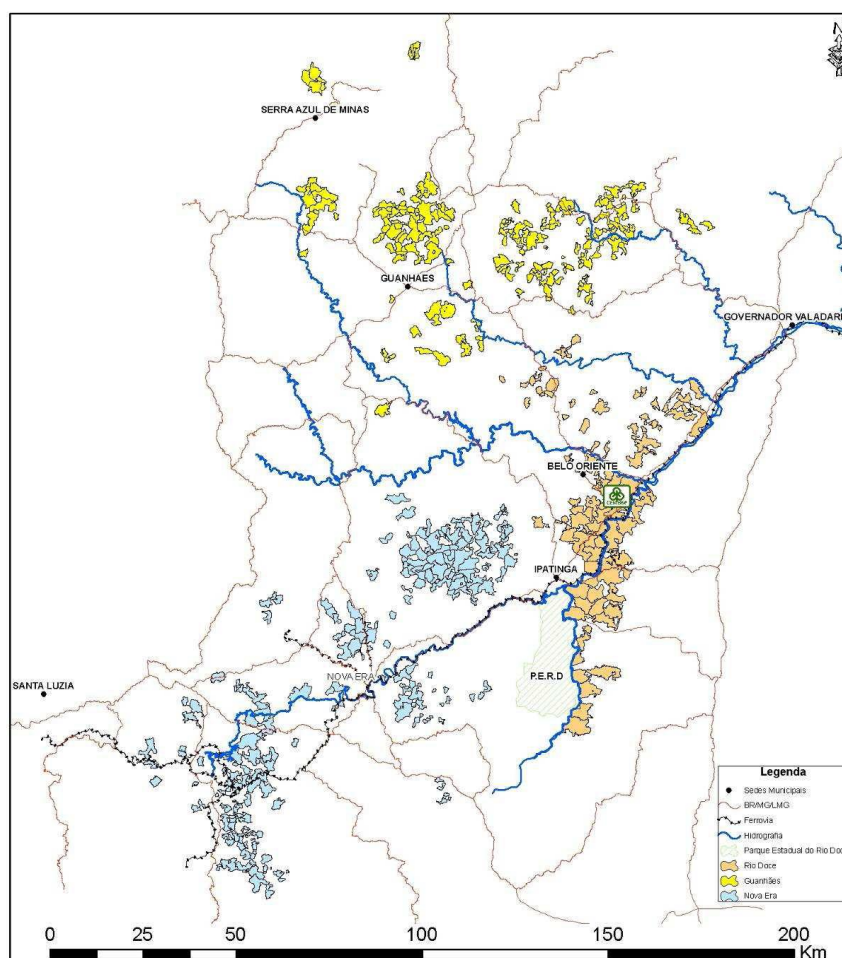 N
SERRA AZUL DE MINAS
GUANHAES
GOVERNADOR VALADARE
BELO ORIENTE
CENIBRA
IPATINGA
P.E.R.D
NOVA ERA
SANTA LUZIA
Legenda
Sedes Municipais
BR/MG/LMG
Ferrovia
Hidrografia
Parque Estadual do Rio Doc
Rio Doce
Guanhães
Nova Era
0 25 50 100 150 200
Km